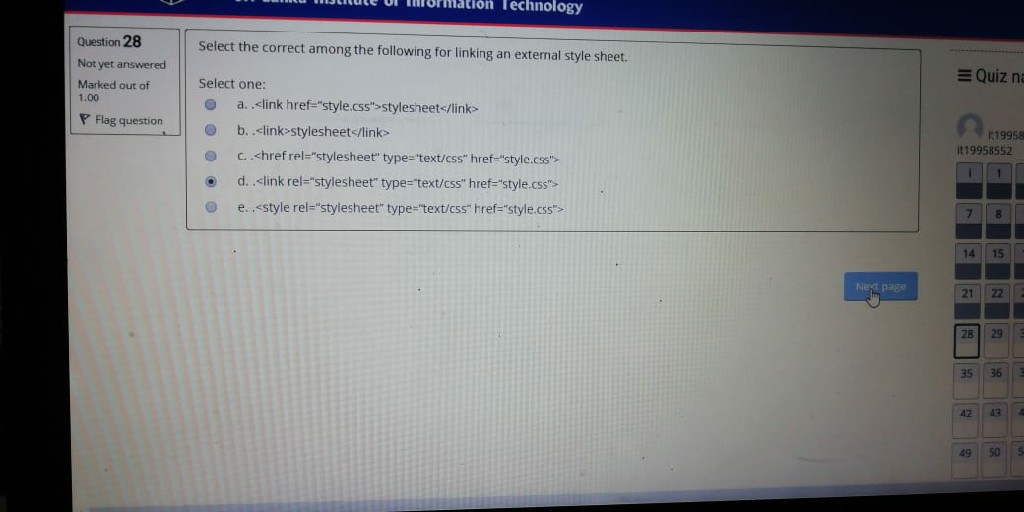 Information Technology
Question 28
Not yet answered
Marked out of
1.00
Flag question
Select the correct among the following for linking an external style sheet.
Select one:
a. .<link href="style.css">stylesheet</link>
b. .<link>stylesheet</link>
c. .<href rel="stylesheet" type="text/css" href="style.css">
d. .<link rel="stylesheet" type="text/css" href="style.css">
e. .<style rel="stylesheet" type="text/css" href="style.css">
Next page
Quiz na
it19958
it19958552
i 1
7 8
14 15
21 22
28 29
35 36
42 43
49 50